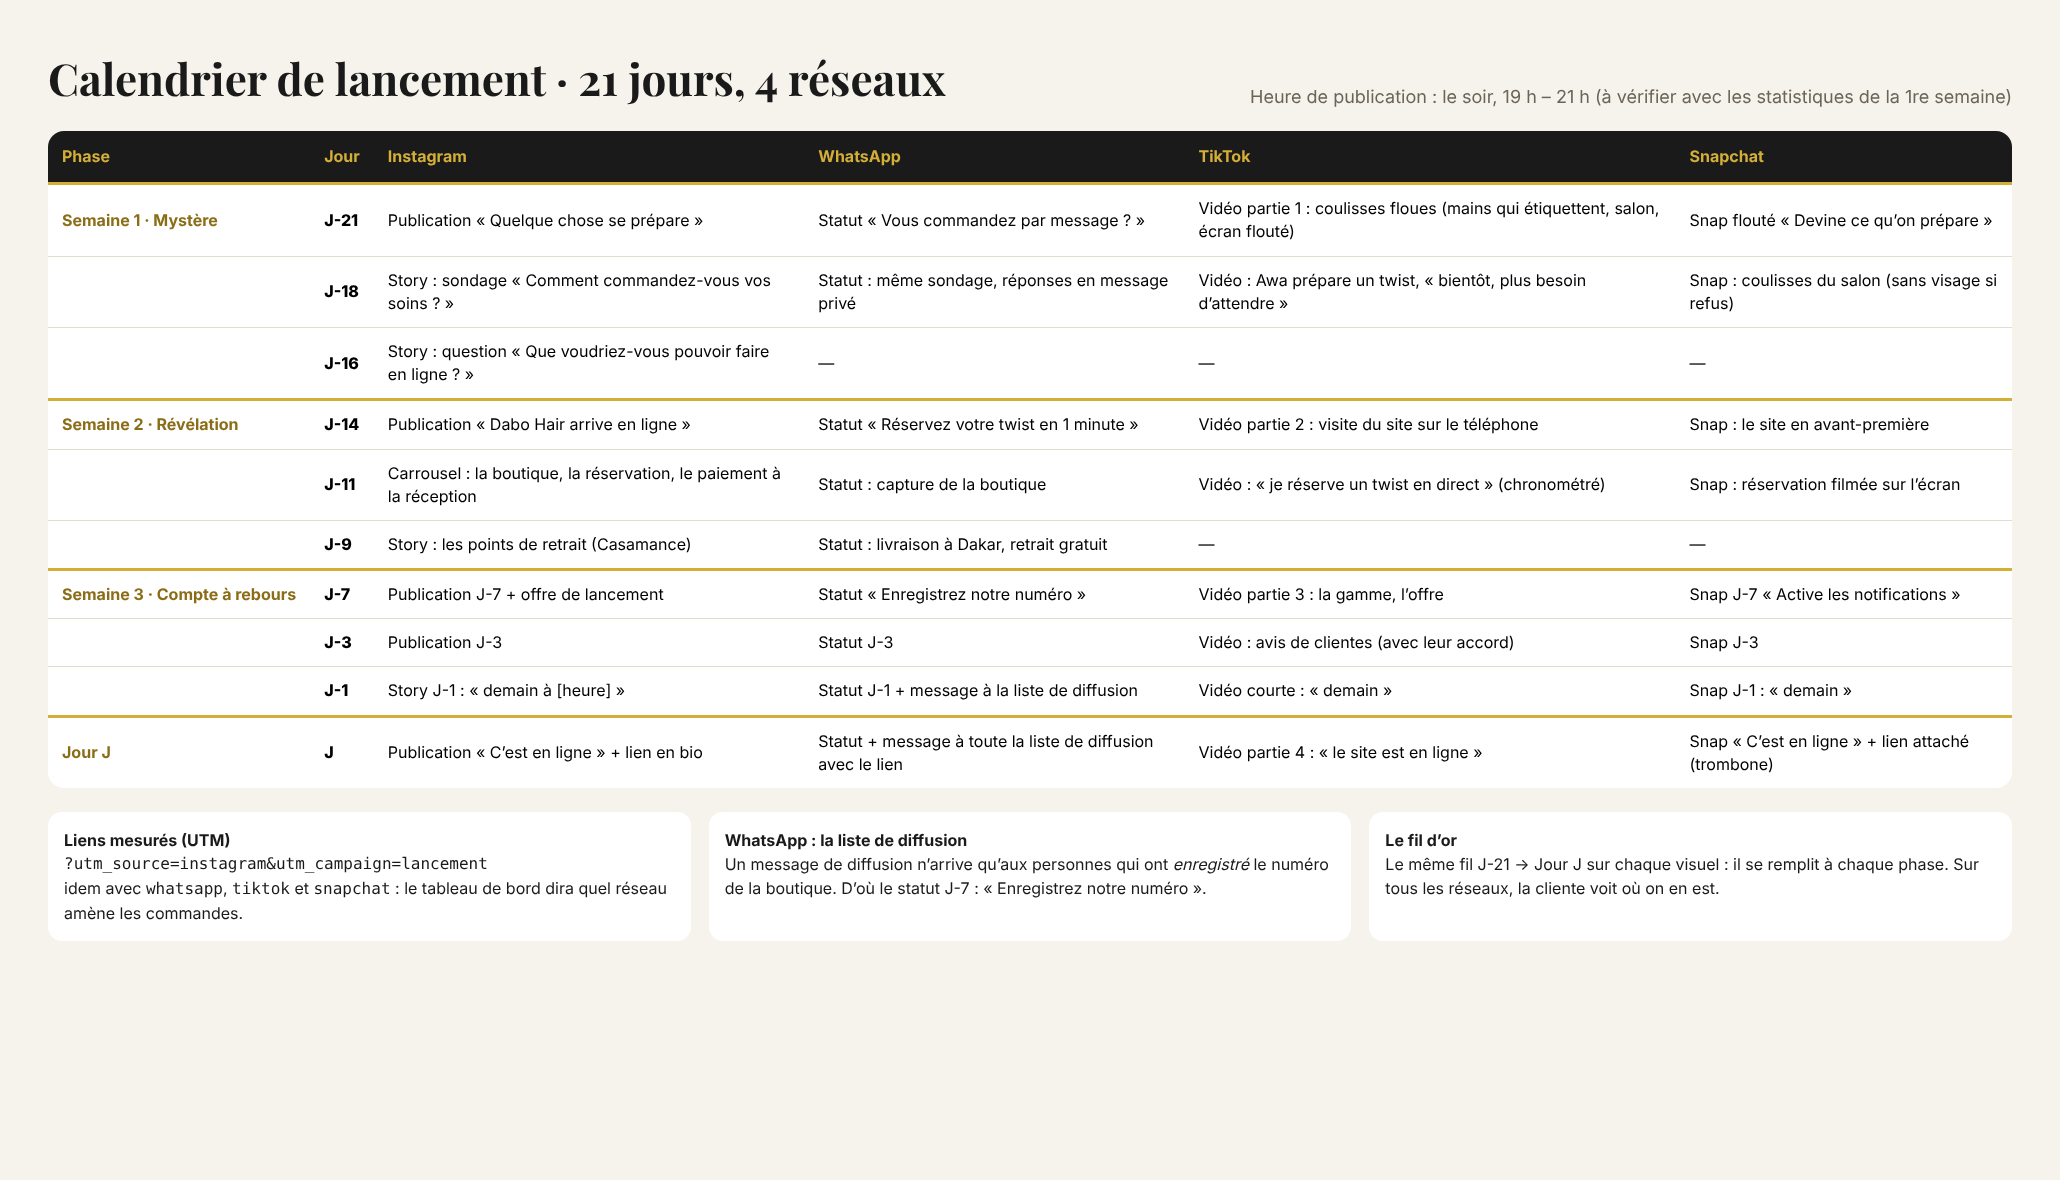 Calendrier de lancement · 21 jours, 4 réseaux
Heure de publication : le soir, 19 h – 21 h (à vérifier avec les statistiques de la 1re semaine)
Phase Jour Instagram WhatsApp TikTok Snapchat
Semaine 1 · Mystère J-21 Publication « Quelque chose se prépare » Statut « Vous commandez par message ? » Vidéo partie 1 : coulisses floues (mains qui étiquettent, salon,
écran flouté) Snap flouté « Devine ce qu’on prépare »
J-18 Story : sondage « Comment commandez-vous vos
soins ? » Statut : même sondage, réponses en message
privé Vidéo : Awa prépare un twist, « bientôt, plus besoin
d’attendre » Snap : coulisses du salon (sans visage si
refus)
J-16 Story : question « Que voudriez-vous pouvoir faire
en ligne ? » — — —
Semaine 2 · Révélation J-14 Publication « Dabo Hair arrive en ligne » Statut « Réservez votre twist en 1 minute » Vidéo partie 2 : visite du site sur le téléphone Snap : le site en avant-première
J-11 Carrousel : la boutique, la réservation, le paiement à
la réception Statut : capture de la boutique Vidéo : « je réserve un twist en direct » (chronométré) Snap : réservation filmée sur l’écran
J-9 Story : les points de retrait (Casamance) Statut : livraison à Dakar, retrait gratuit — —
Semaine 3 · Compte à rebours J-7 Publication J-7 + offre de lancement Statut « Enregistrez notre numéro » Vidéo partie 3 : la gamme, l’offre Snap J-7 « Active les notifications »
J-3 Publication J-3 Statut J-3 Vidéo : avis de clientes (avec leur accord) Snap J-3
J-1 Story J-1 : « demain à [heure] » Statut J-1 + message à la liste de diffusion Vidéo courte : « demain » Snap J-1 : « demain »
Jour J J Publication « C’est en ligne » + lien en bio Statut + message à toute la liste de diffusion
avec le lien Vidéo partie 4 : « le site est en ligne » Snap « C’est en ligne » + lien attaché
(trombone)
Liens mesurés (UTM)
?utm_source=instagram&utm_campaign=lancement
idem avec whatsapp, tiktok et snapchat : le tableau de bord dira quel réseau
amène les commandes.
WhatsApp : la liste de diffusion
Un message de diffusion n’arrive qu’aux personnes qui ont enregistré le numéro
de la boutique. D’où le statut J-7 : « Enregistrez notre numéro ».
Le fil d’or
Le même fil J-21 → Jour J sur chaque visuel : il se remplit à chaque phase. Sur
tous les réseaux, la cliente voit où on en est.